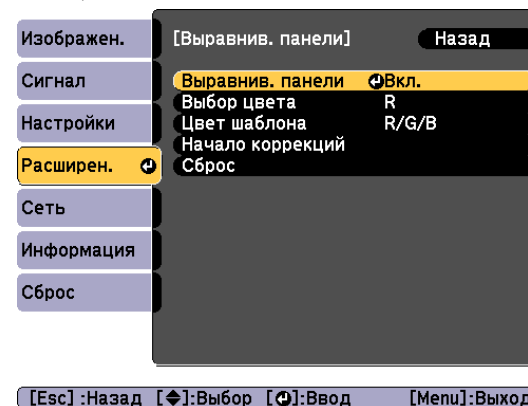 Изображен.
Сигнал
Настройки
Расширен.
Сеть
Информация
Сброс
[Выравнив. панели] Назад
Выравнив. панели Вкл.
Выбор цвета R
Цвет шаблона R/G/B
Начало коррекций
Сброс
[Esc] :Назад [◆]:Выбор [⏎]:Ввод [Menu]:Выход